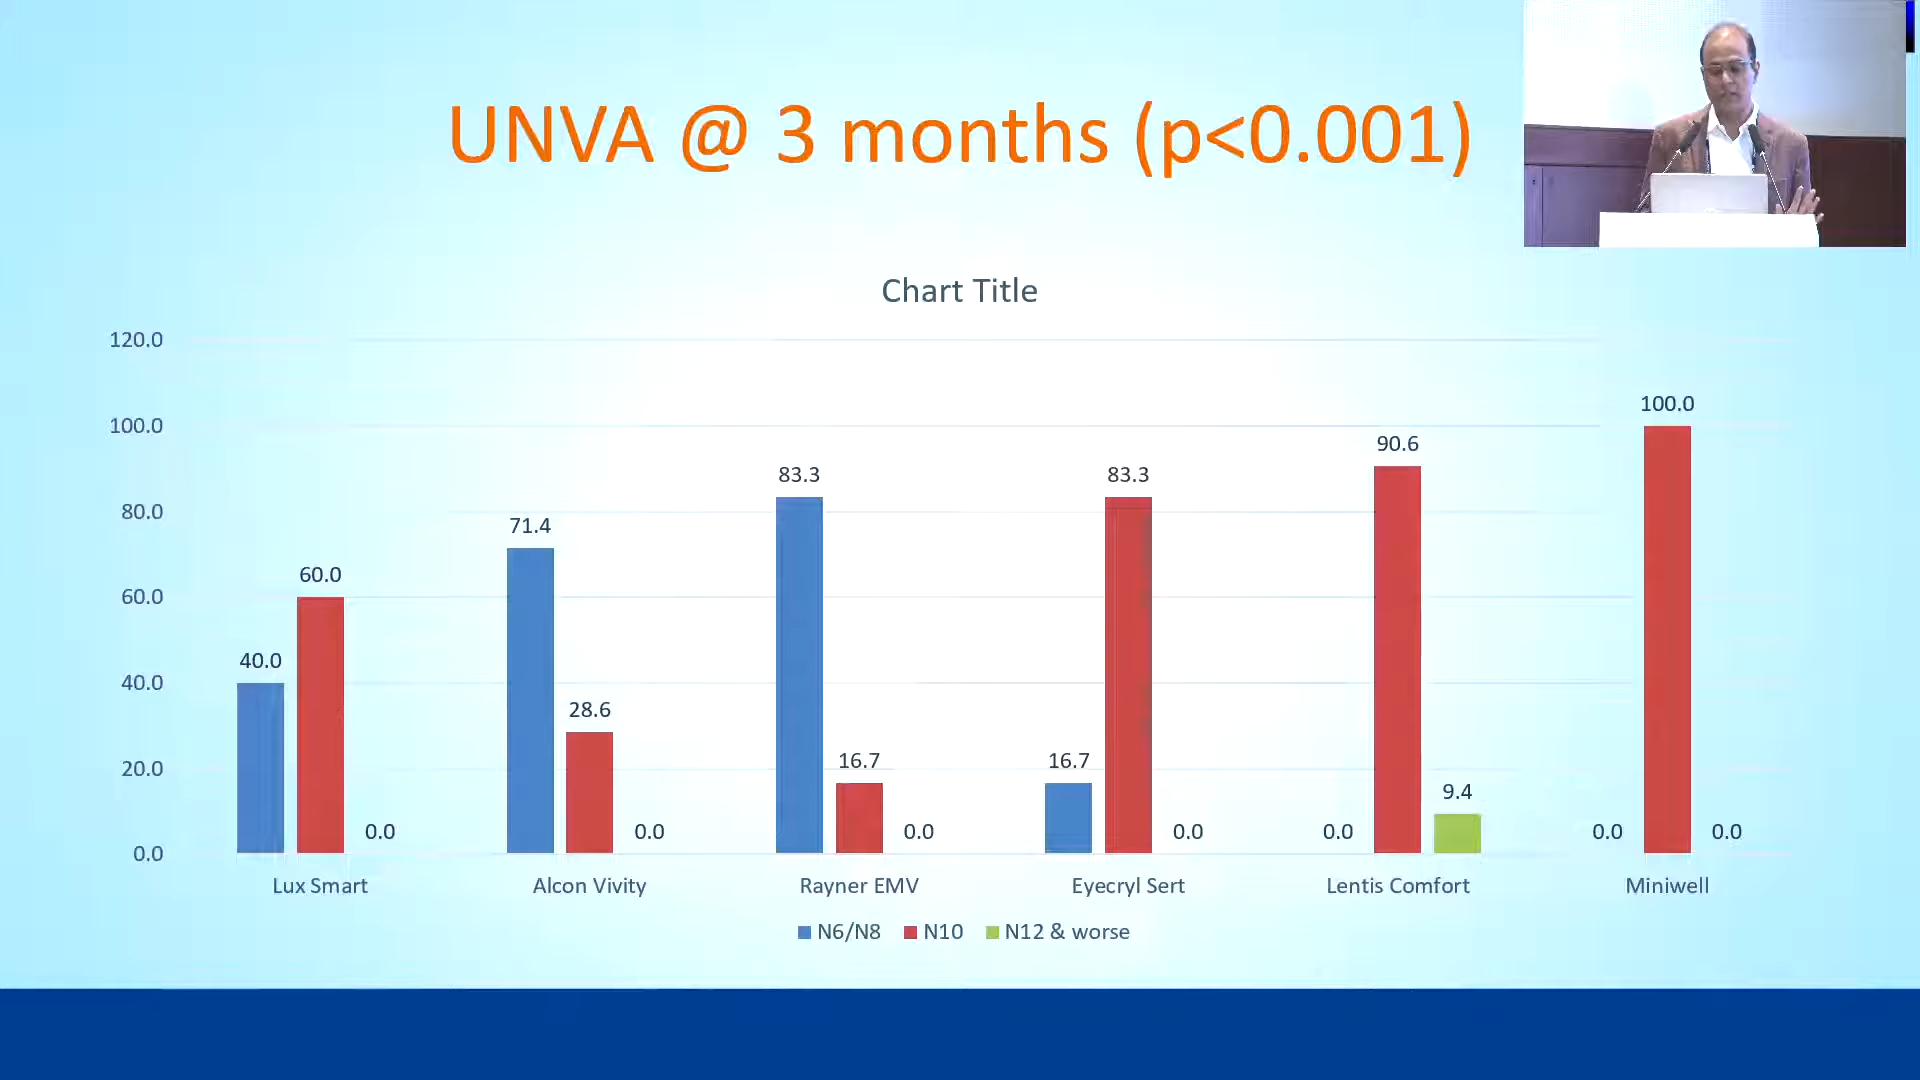 UNVA @ 3 months (p<0.001)
Chart Title
120.0
100.0
80.0
60.0
40.0
20.0
0.0
40.0 60.0 0.0
71.4 28.6 0.0
83.3 16.7 0.0
16.7 83.3 0.0
0.0 90.6 9.4
0.0 100.0 0.0
Lux Smart Alcon Vivity Rayner EMV Eyecryl Sert Lentis Comfort Miniwell
N6/N8 N10 N12 & worse